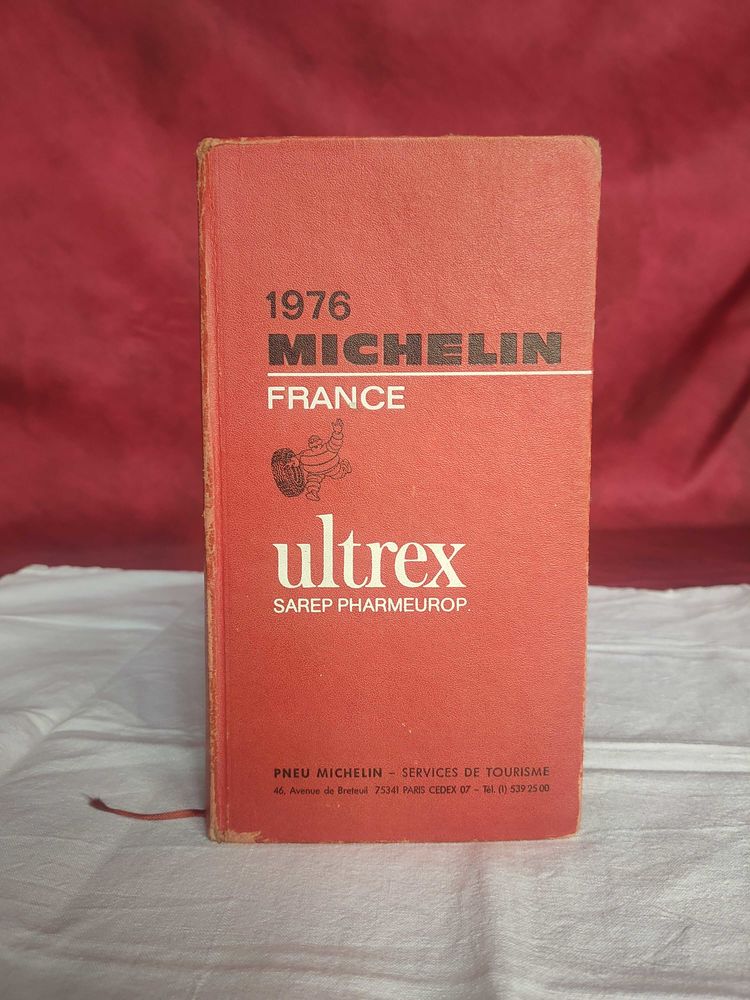 1976
MICHELIN
FRANCE
ultrex
SAREP PHARMEUROP.
PNEU MICHELIN – SERVICES DE TOURISME
46, Avenue de Breteuil 75341 PARIS CEDEX 07 – Tél. (1) 539 25 00